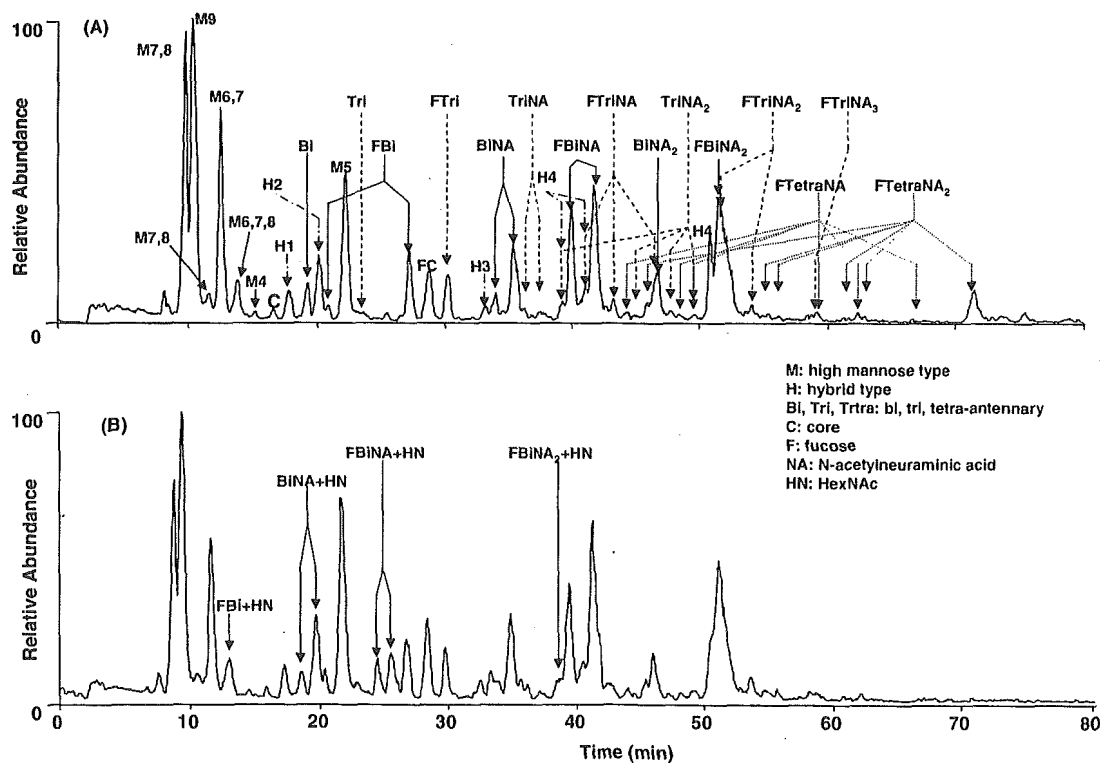 (A)
100
Relative Abundance
0
M7,8
M9
M6,7
M7,8
M6,7,8
M4
C
H1
H2
Bi
Tri
FBi
M5
FC
FTri
H3
BiNA
TriNA
H4
FBiNA
FTriNA
BiNA2
TriNA2
H4
FBiNA2
FTriNA2
FTriNA3
FTetraNA
FTetraNA2
M: high mannose type
H: hybrid type
Bi, Tri, Trtra: bi, tri, tetra-antennary
C: core
F: fucose
NA: N-acetylneuraminic acid
HN: HexNAc
(B)
100
Relative Abundance
0
FBi+HN
BiNA+HN
FBiNA+HN
FBiNA2+HN
0 10 20 30 40 50 60 70 80
Time (min)